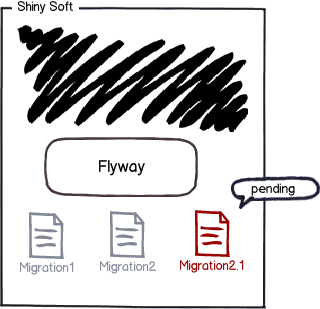 Shiny Soft
Flyway
pending
Migration1
Migration2
Migration2.1